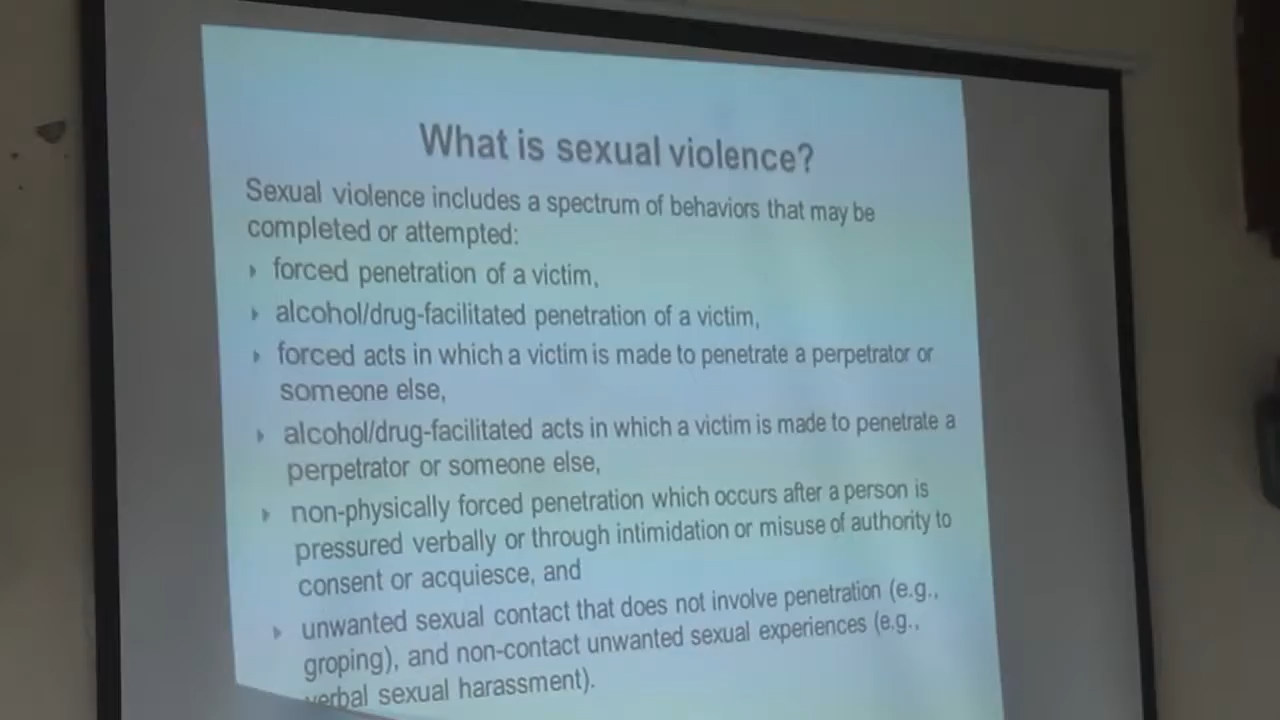 What is sexual violence?
Sexual violence includes a spectrum of behaviors that may be
completed or attempted:
forced penetration of a victim,
alcohol/drug-facilitated penetration of a victim,
forced acts in which a victim is made to penetrate a perpetrator or
someone else,
alcohol/drug-facilitated acts in which a victim is made to penetrate a
perpetrator or someone else,
non-physically forced penetration which occurs after a person is
pressured verbally or through intimidation or misuse of authority to
consent or acquiesce, and
unwanted sexual contact that does not involve penetration (e.g.,
groping), and non-contact unwanted sexual experiences (e.g.,
verbal sexual harassment).